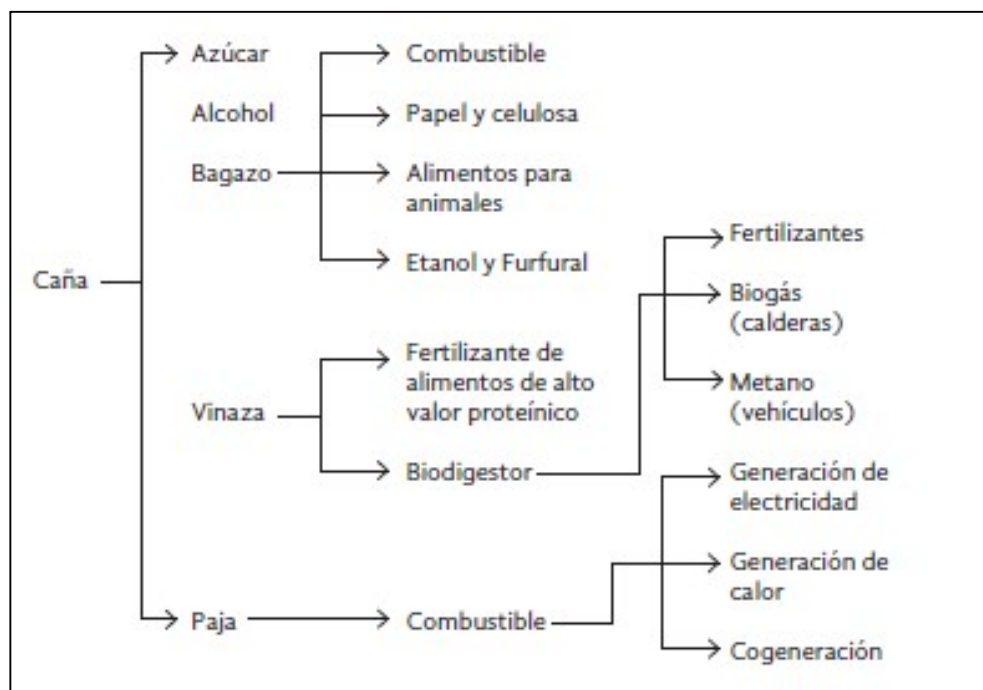 Azúcar
Combustible
Alcohol
Papel y celulosa
Bagazo
Alimentos para
animales
Etanol y Furfural
Caña
Vinaza
Fertilizante de
alimentos de alto
valor proteínico
Biodigestor
Fertilizantes
Biogás
(calderas)
Metano
(vehículos)
Paja
Combustible
Generación de
electricidad
Generación de
calor
Cogeneración